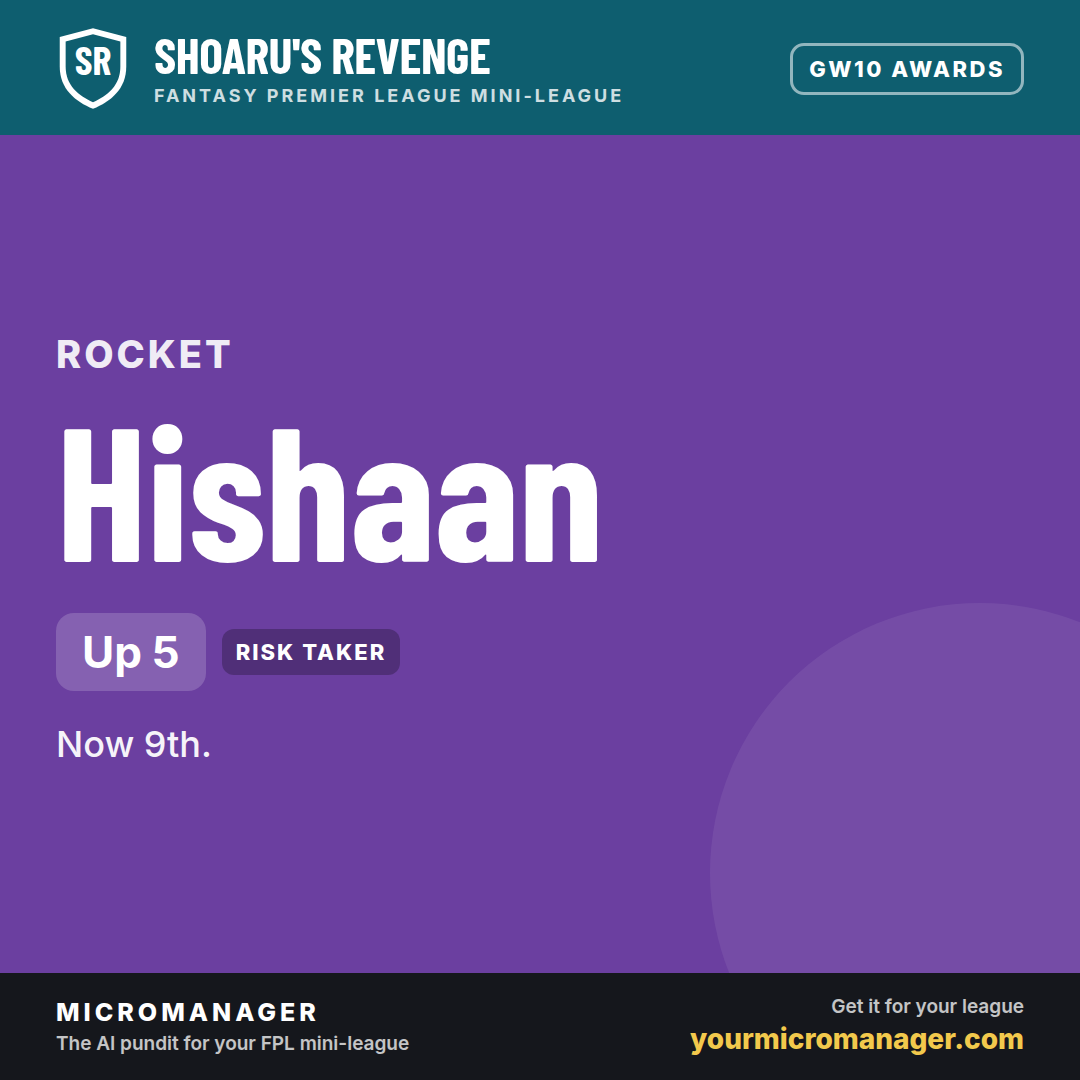 SR
SHOARU'S REVENGE
FANTASY PREMIER LEAGUE MINI-LEAGUE
GW10 AWARDS
ROCKET
Hishaan
Up 5
RISK TAKER
Now 9th.
MICROMANAGER
The AI pundit for your FPL mini-league
Get it for your league
yourmicromanager.com